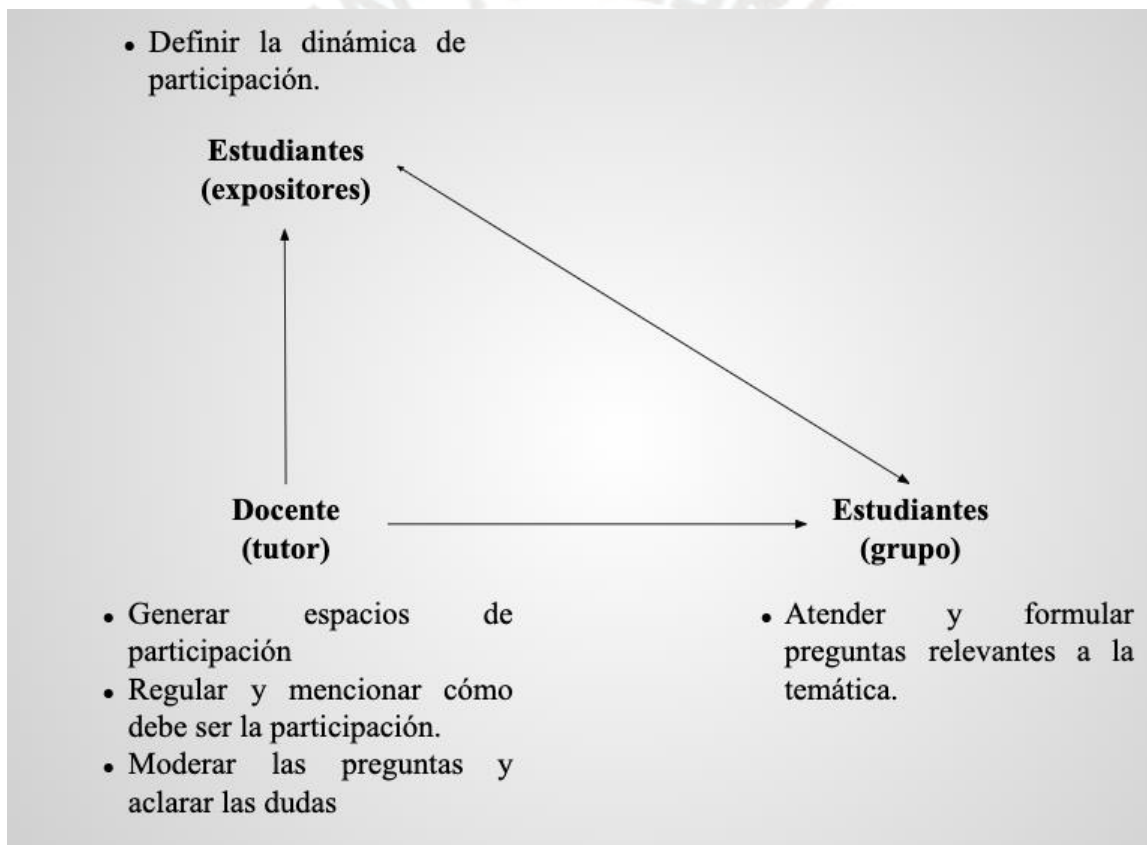 • Definir la dinámica de
participación.
Estudiantes
(expositores)
Docente
(tutor)
Estudiantes
(grupo)
• Generar espacios de
participación
• Regular y mencionar cómo
debe ser la participación.
• Moderar las preguntas y
aclarar las dudas
• Atender y formular
preguntas relevantes a la
temática.